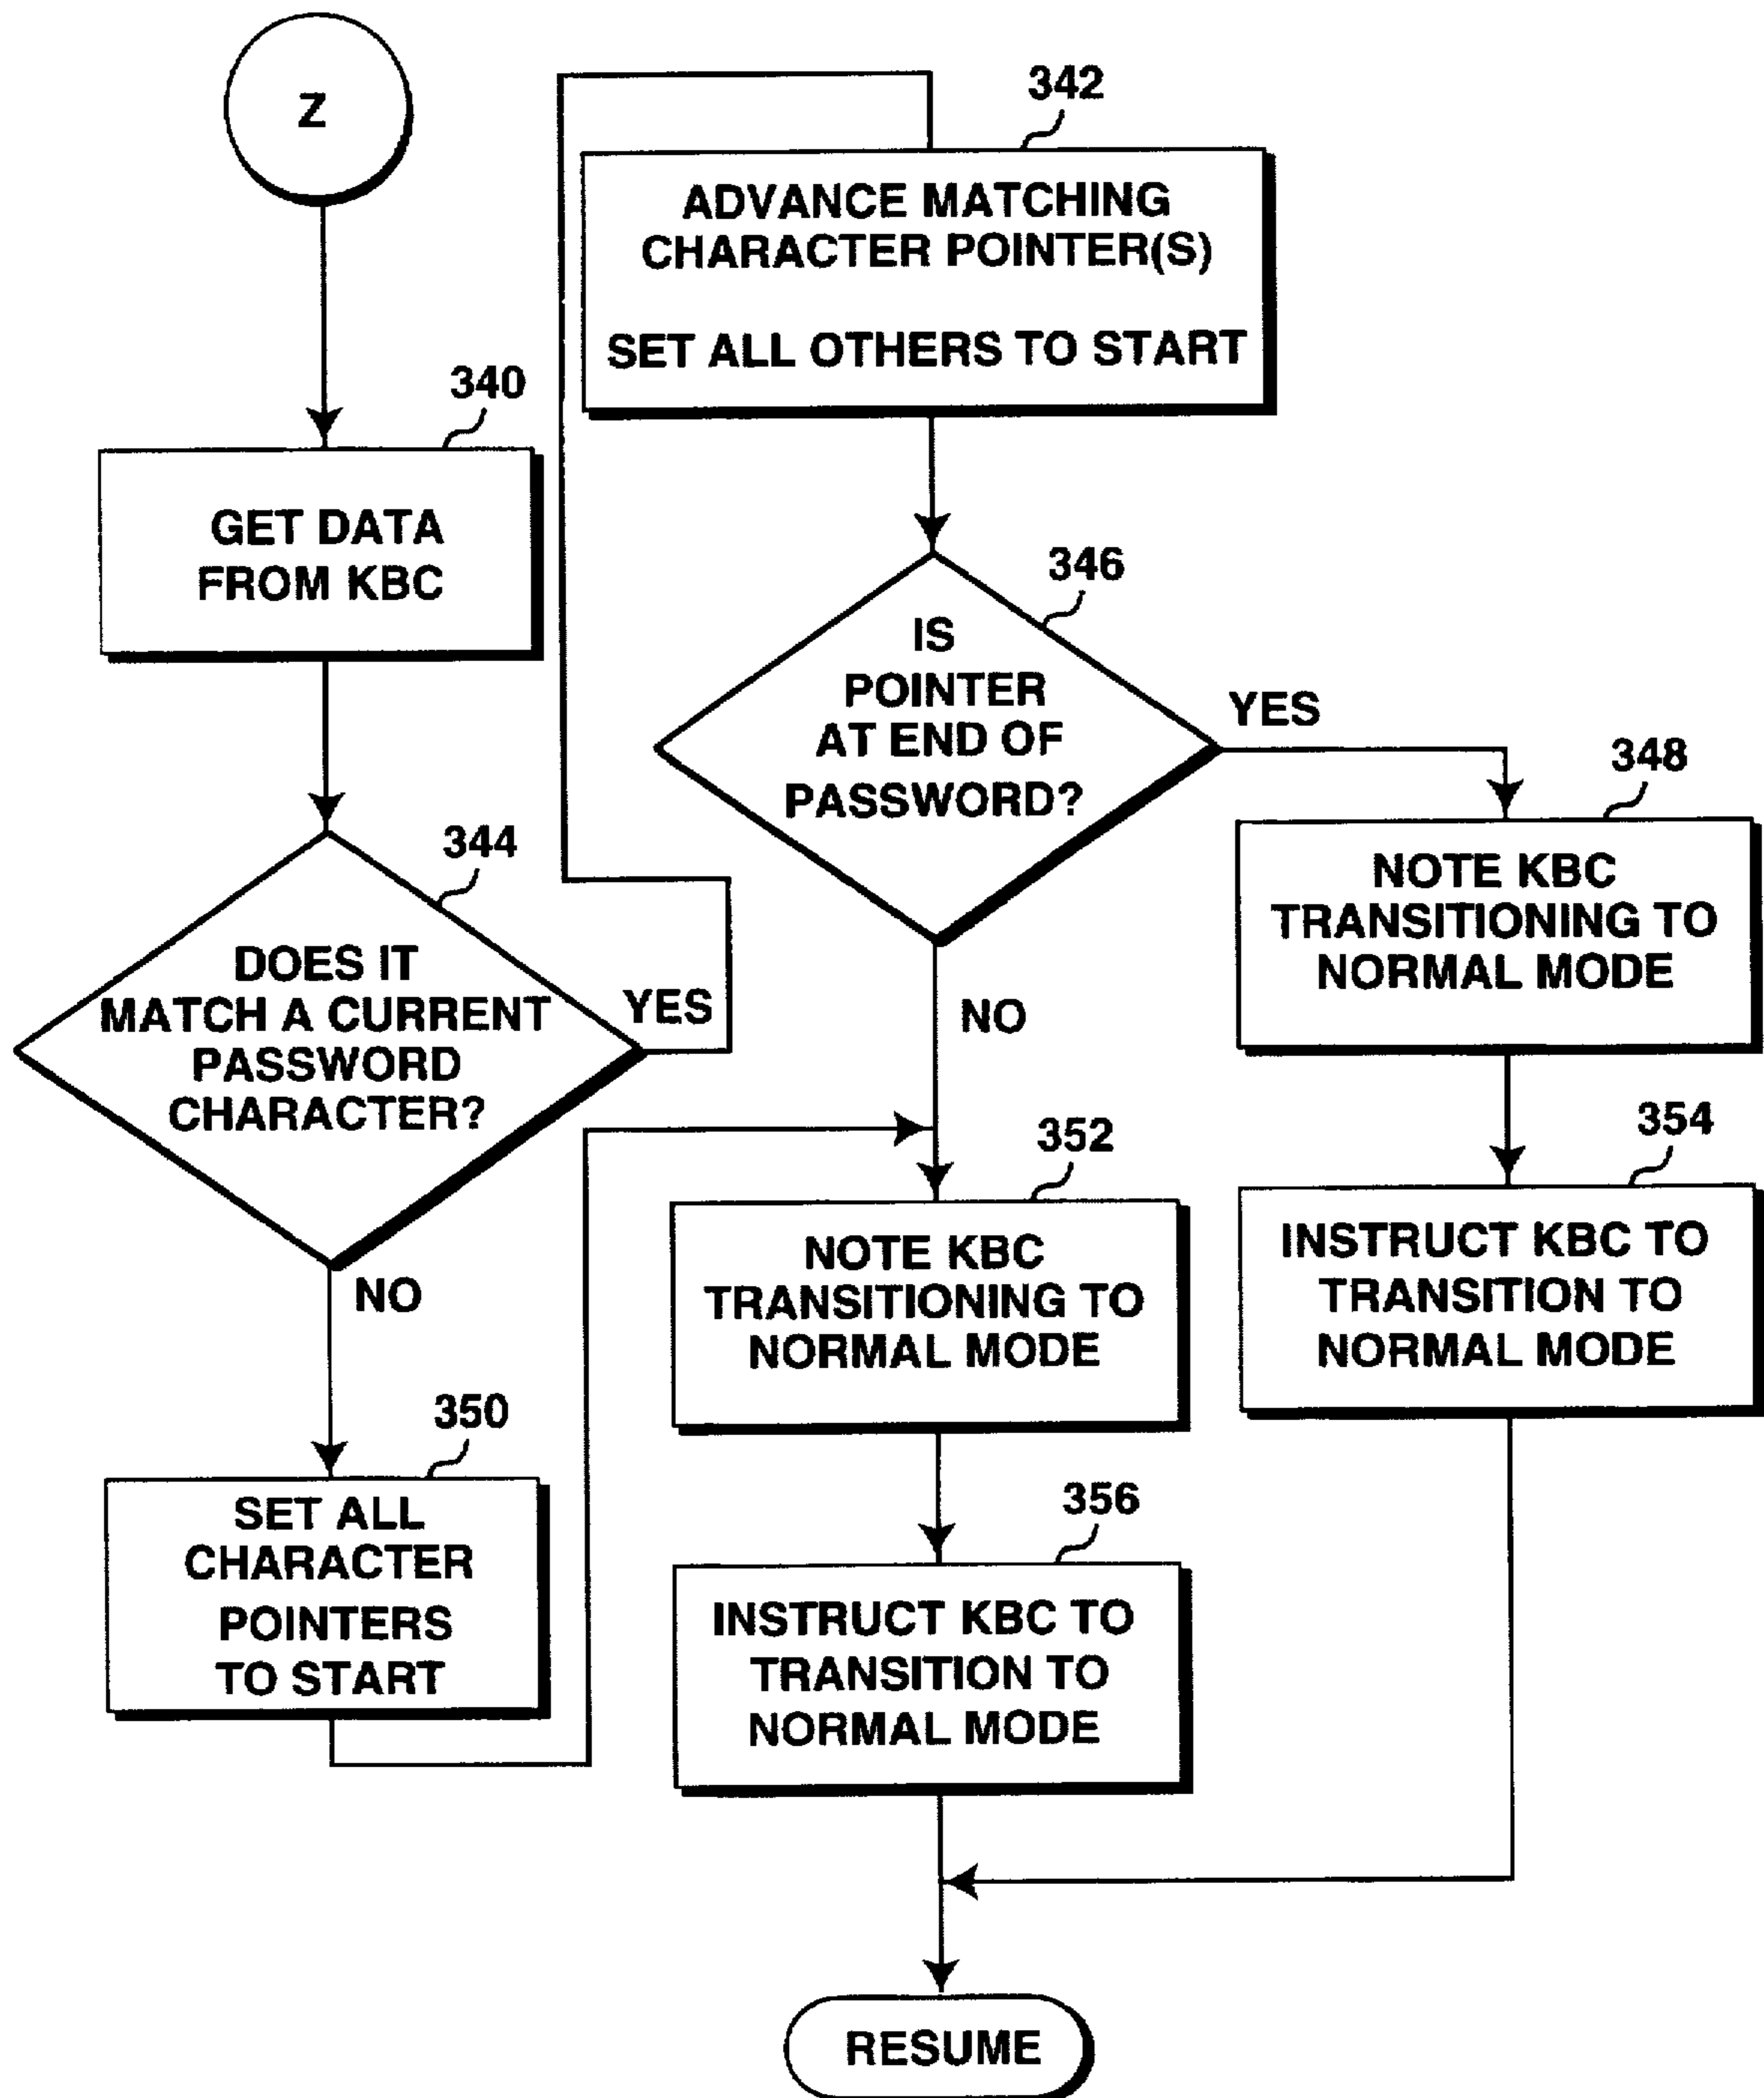 Z
340
GET DATA
FROM KBC
344
DOES IT
MATCH A CURRENT
PASSWORD
CHARACTER?
YES
NO
350
SET ALL
CHARACTER
POINTERS
TO START
342
ADVANCE MATCHING
CHARACTER POINTER(S)
SET ALL OTHERS TO START
346
IS
POINTER
AT END OF
PASSWORD?
YES
NO
348
NOTE KBC
TRANSITIONING TO
NORMAL MODE
354
INSTRUCT KBC TO
TRANSITION TO
NORMAL MODE
352
NOTE KBC
TRANSITIONING TO
NORMAL MODE
356
INSTRUCT KBC TO
TRANSITION TO
NORMAL MODE
RESUME